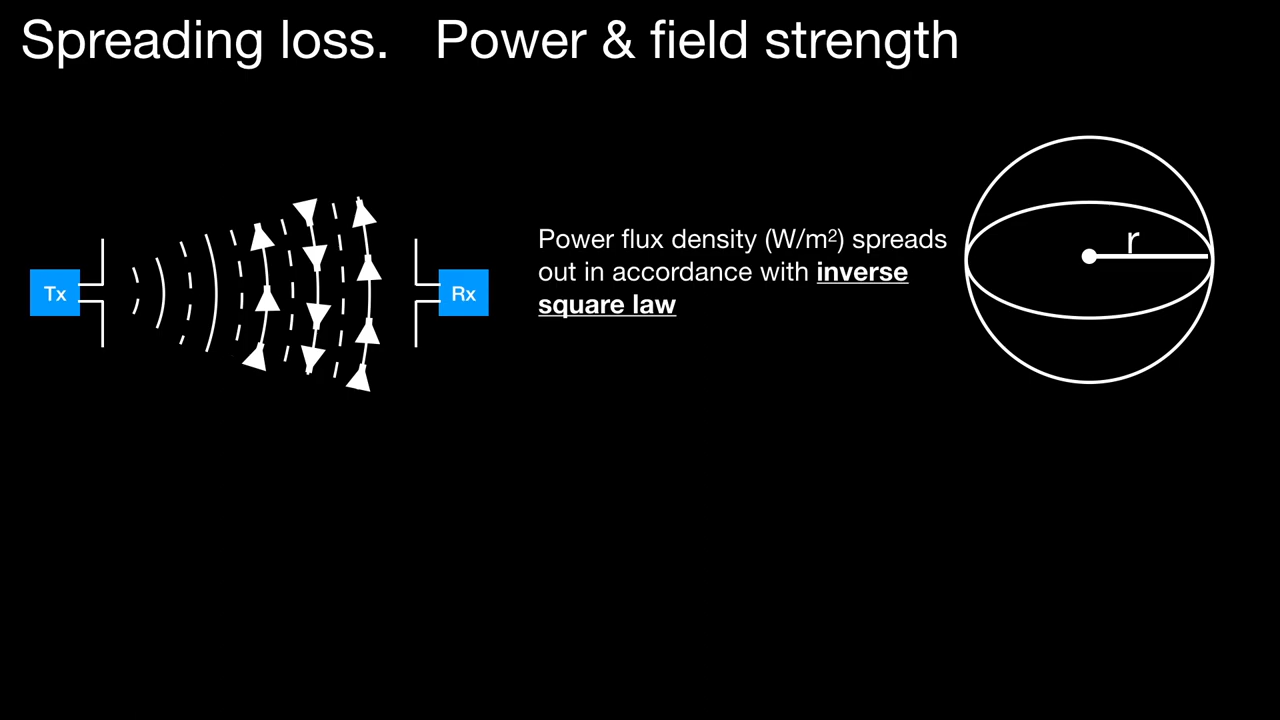 Spreading loss.   Power & field strength
Tx
Rx
Power flux density (W/m²) spreads
out in accordance with inverse
square law
r